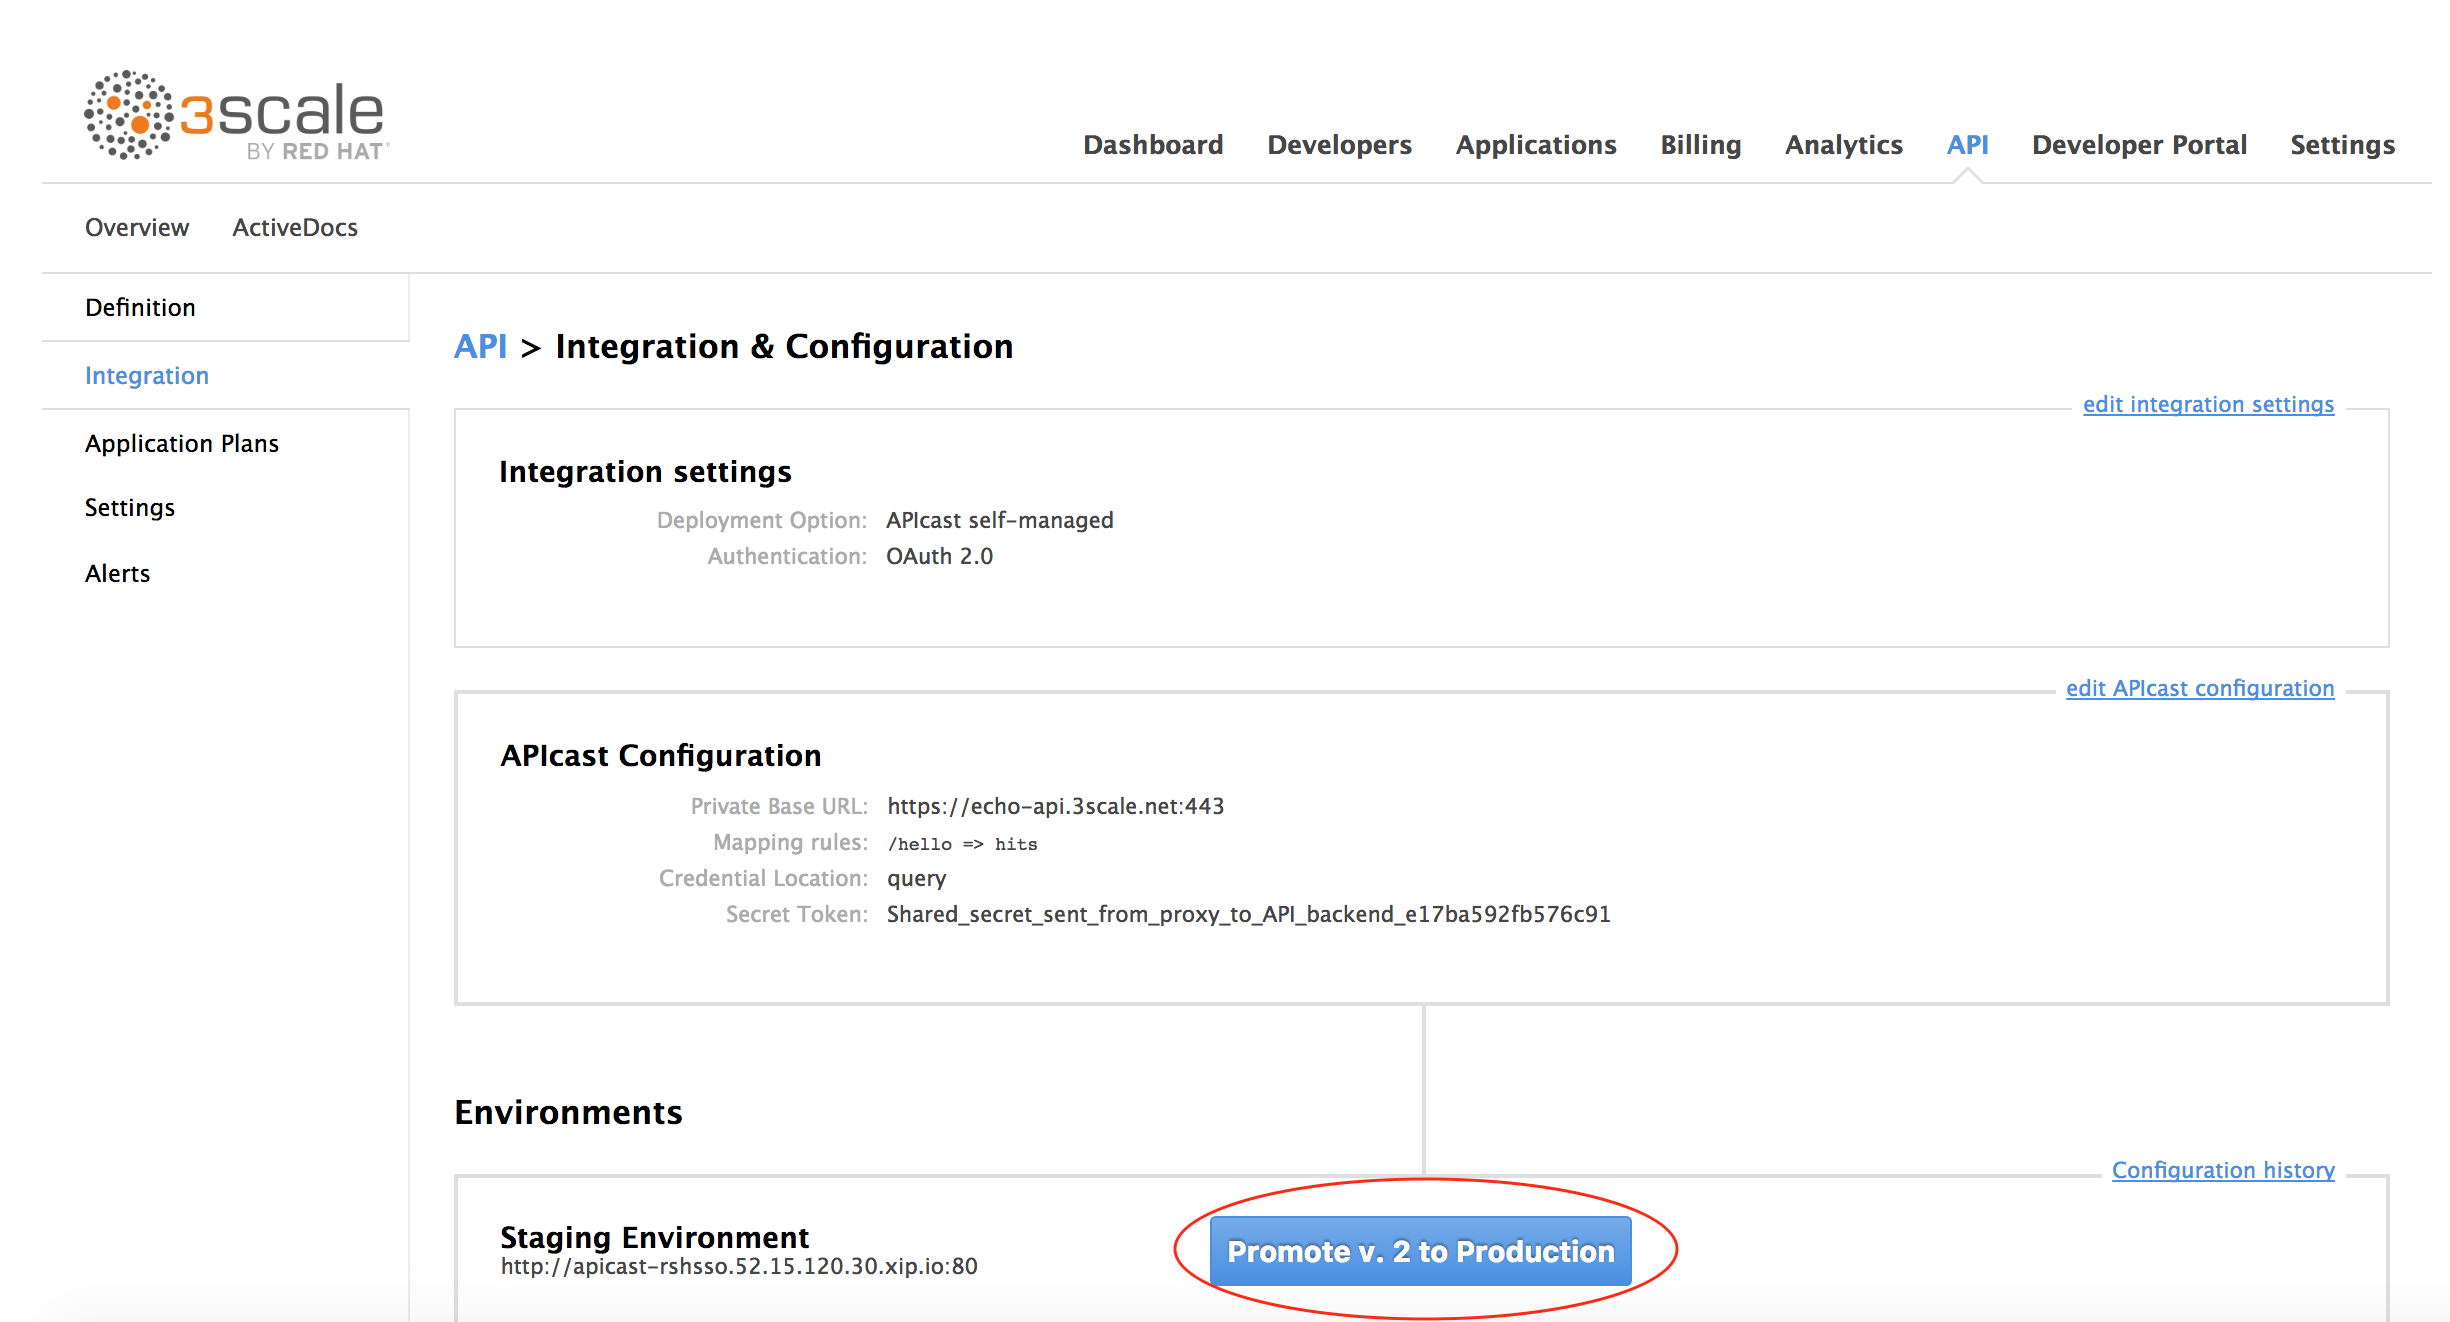 3scale
BY RED HAT
Dashboard Developers Applications Billing Analytics API Developer Portal Settings
Overview ActiveDocs
Definition
Integration
Application Plans
Settings
Alerts
API > Integration & Configuration
edit integration settings
Integration settings
Deployment Option: APIcast self-managed
Authentication: OAuth 2.0
edit APIcast configuration
APIcast Configuration
Private Base URL: https://echo-api.3scale.net:443
Mapping rules: /hello => hits
Credential Location: query
Secret Token: Shared_secret_sent_from_proxy_to_API_backend_e17ba592fb576c91
Environments
Configuration history
Staging Environment
http://apicast-rshsso.52.15.120.30.xip.io:80
Promote v. 2 to Production